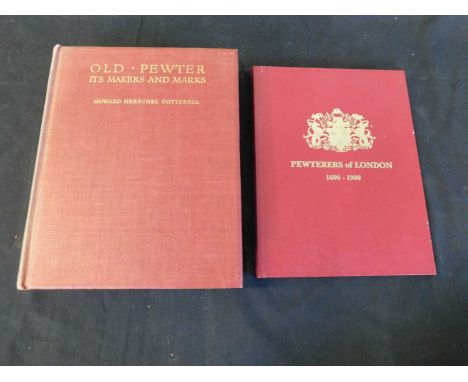 OLD · PEWTER
ITS MAKERS AND MARKS
HOWARD HERSCHEL COTTERELL
PEWTERERS of LONDON
1600 - 1900